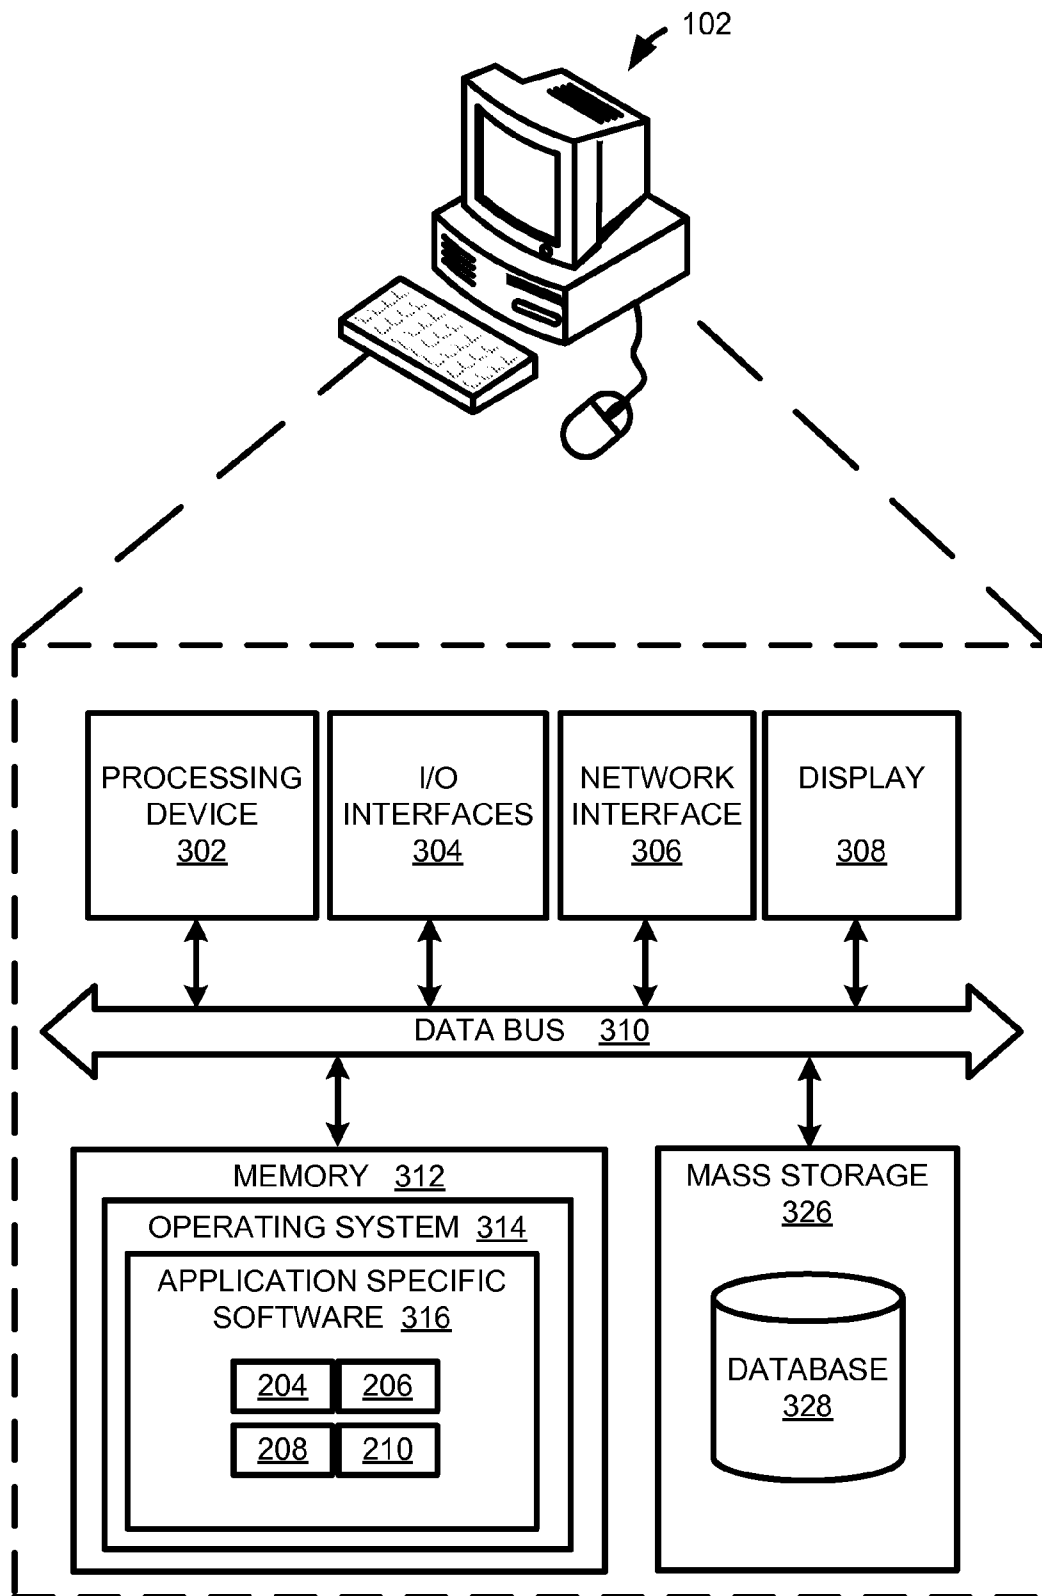 102
PROCESSING
DEVICE
302
I/O
INTERFACES
304
NETWORK
INTERFACE
306
DISPLAY
308
DATA BUS 310
MEMORY 312
OPERATING SYSTEM 314
APPLICATION SPECIFIC
SOFTWARE 316
204 206
208 210
MASS STORAGE
326
DATABASE
328